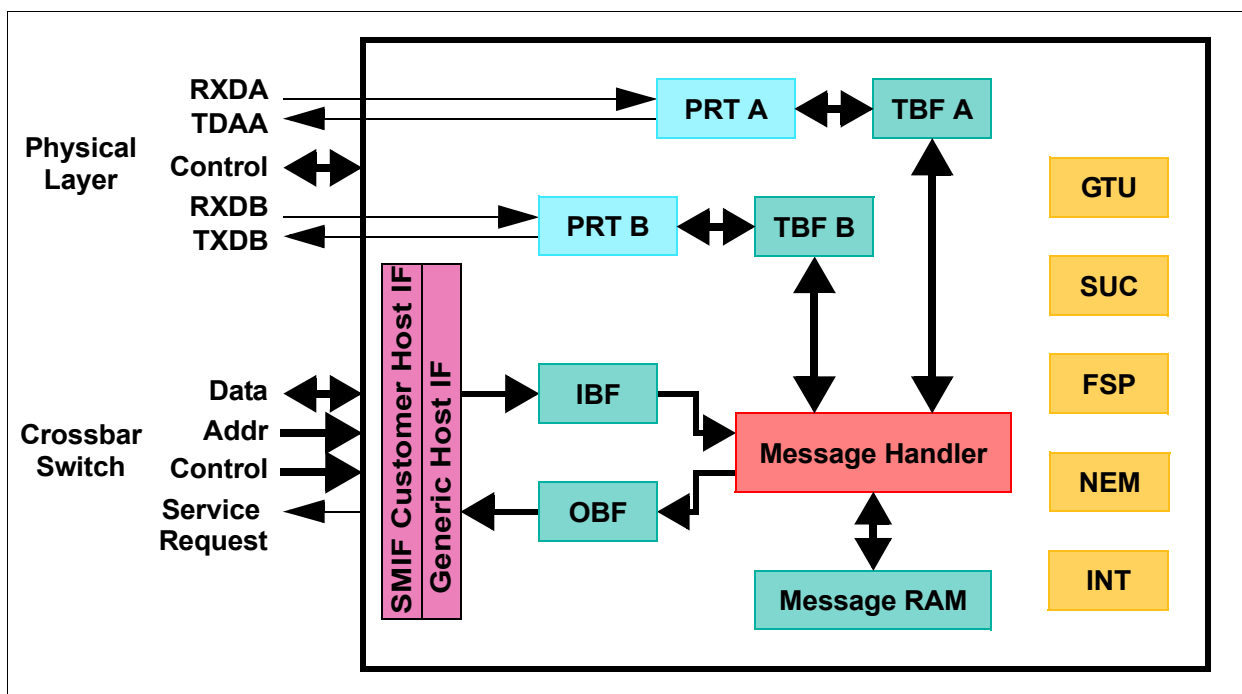 RXDA
TDAA
Physical
Layer
Control
RXDB
TXDB
PRT A
TBF A
PRT B
TBF B
GTU
SUC
FSP
NEM
INT
SMIF Customer Host IF
Generic Host IF
Crossbar
Switch
Data
Addr
Control
Service
Request
IBF
OBF
Message Handler
Message RAM